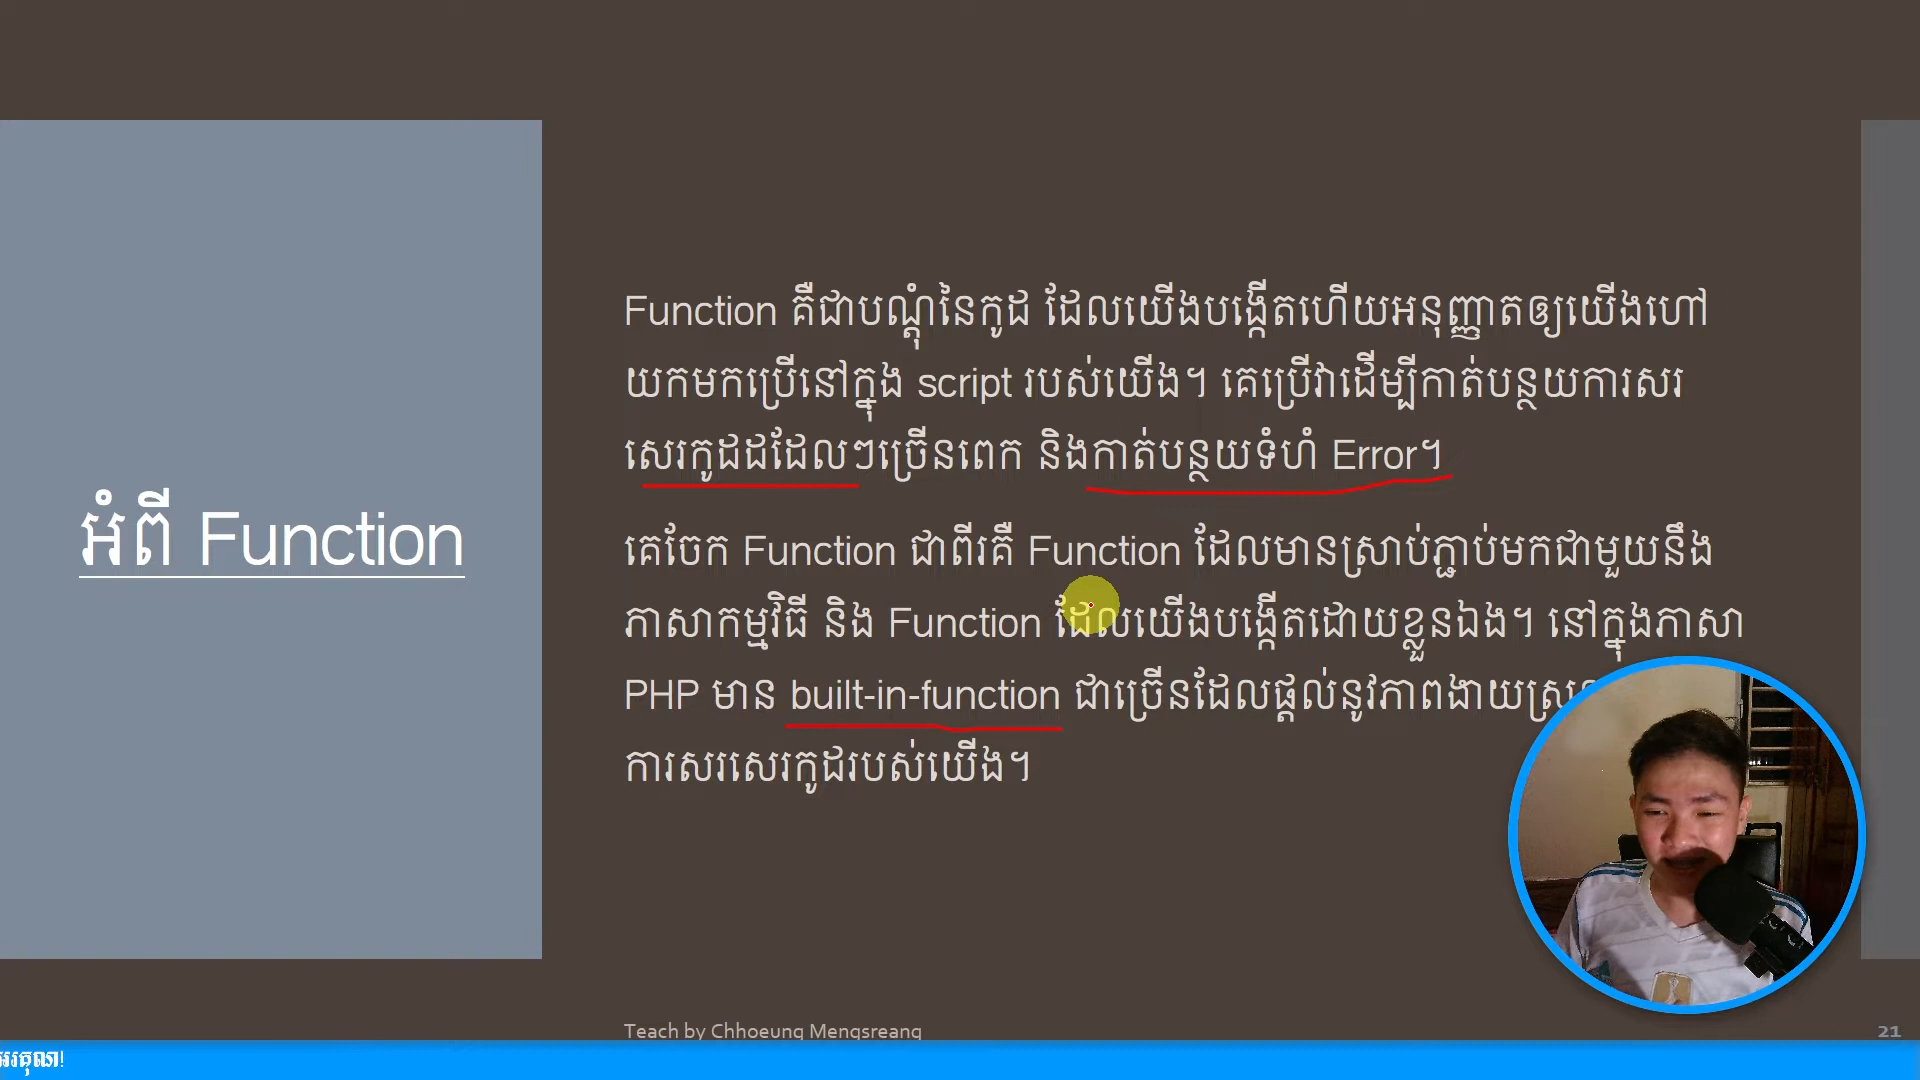 អំពី Function
Function គឺជាបណ្តុំនៃកូដ ដែលយើងបង្កើតហើយអនុញ្ញាតឲ្យយើងហៅ
យកមកប្រើនៅក្នុង script របស់យើង។ គេប្រើវាដើម្បីកាត់បន្ថយការសរ
សេរកូដដដែលៗច្រើនពេក និងកាត់បន្ថយទំហំ Error។
គេចែក Function ជាពីរគឺ Function ដែលមានស្រាប់ភ្ជាប់មកជាមួយនឹង
ភាសាកម្មវិធី និង Function ដែលយើងបង្កើតដោយខ្លួនឯង។ នៅក្នុងភាសា
PHP មាន built-in-function ជាច្រើនដែលផ្តល់នូវភាពងាយ
ការសរសេរកូដរបស់យើង។
Teach by Chhoeung Mengsreang
21
អរគុណ!